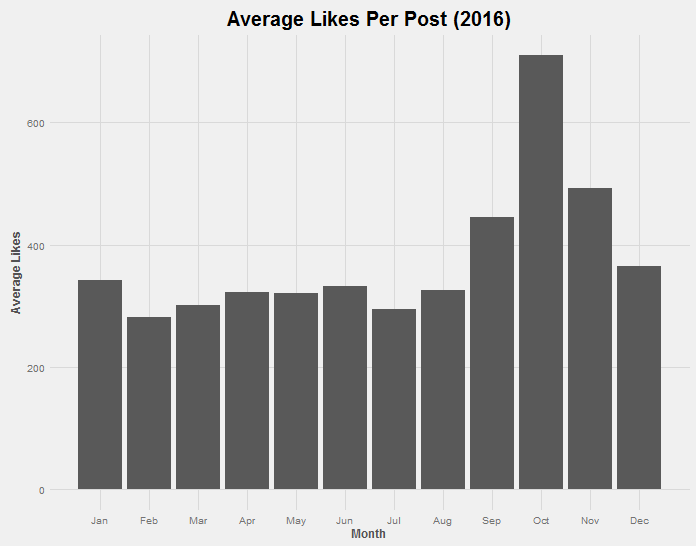 Average Likes Per Post (2016)
Average Likes
600
400
200
0
Jan Feb Mar Apr May Jun Jul Aug Sep Oct Nov Dec
Month